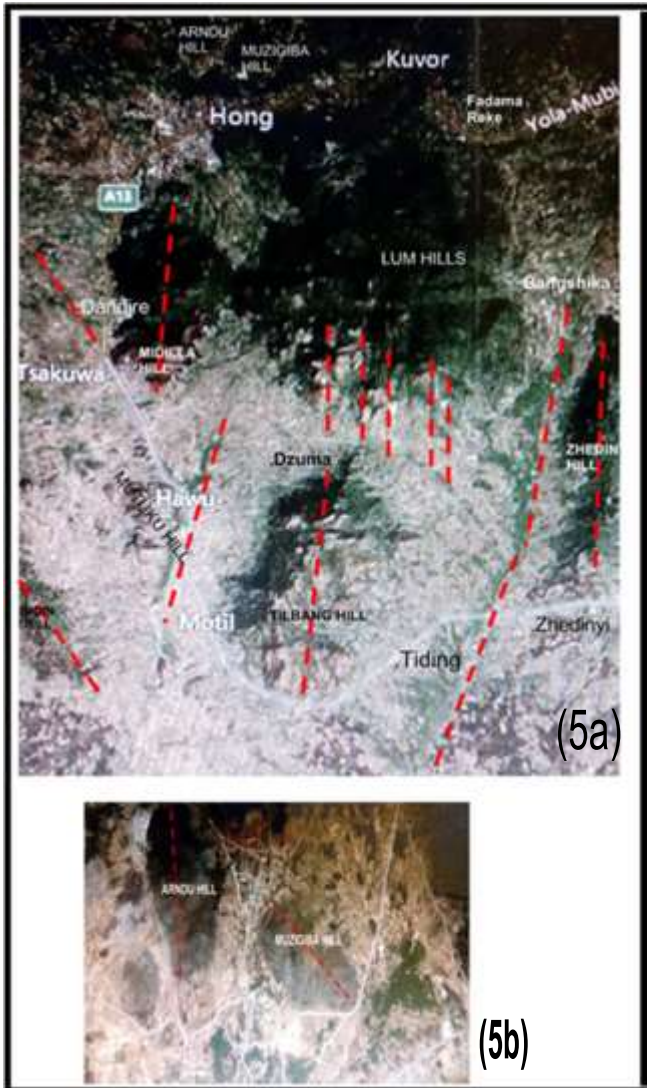 ARNDU
HILL
MUZIGIBA
HILL
Kuvor
Hong
Fadama
Reke
Yola-Mubi
A13
LUM HILLS
Bangshika
Dandire
MIDILLA
HILL
Tsakuwa
Dzuma
ZHEDIN
HILL
Hawu
HILL
Motil
TILBANG HILL
Tiding
Zhedinyi
(5a)
ARNDU HILL
MUZIGIBA HILL
(5b)